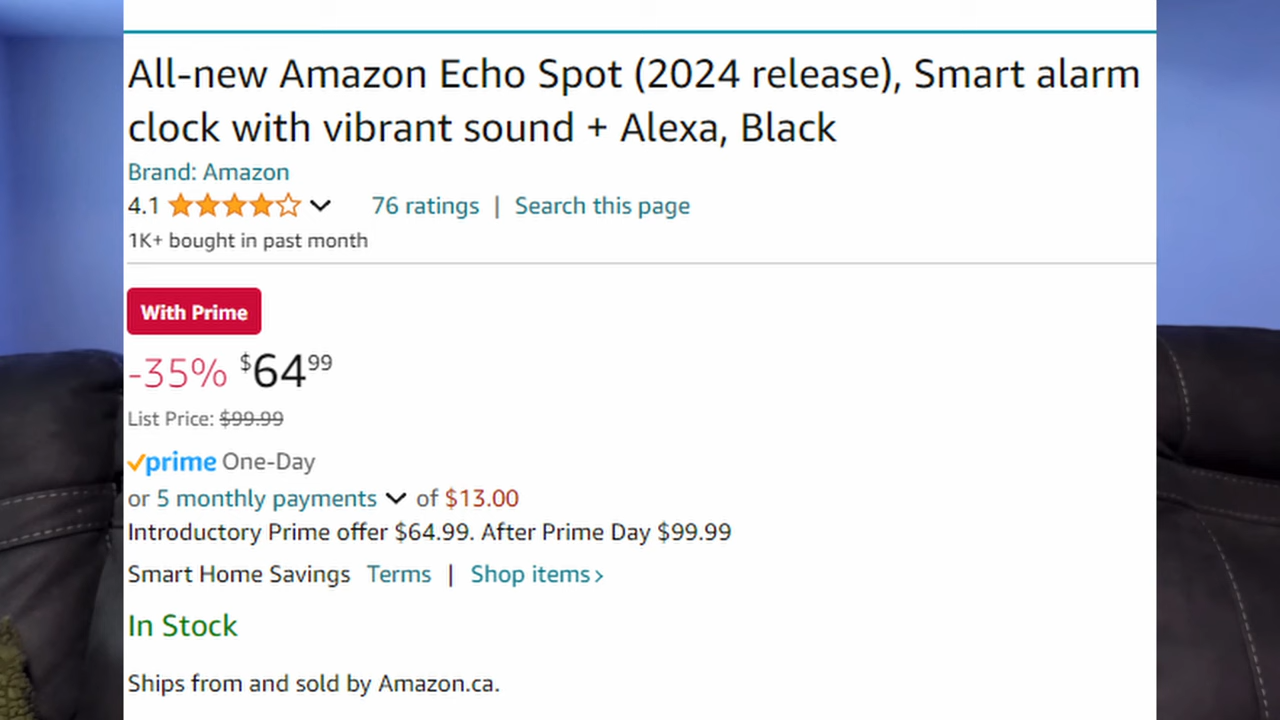 All-new Amazon Echo Spot (2024 release), Smart alarm
clock with vibrant sound + Alexa, Black
Brand: Amazon
4.1 76 ratings | Search this page
1K+ bought in past month
With Prime
-35% $64 99
List Price: $99.99
prime One-Day
or 5 monthly payments of $13.00
Introductory Prime offer $64.99. After Prime Day $99.99
Smart Home Savings Terms | Shop items ›
In Stock
Ships from and sold by Amazon.ca.